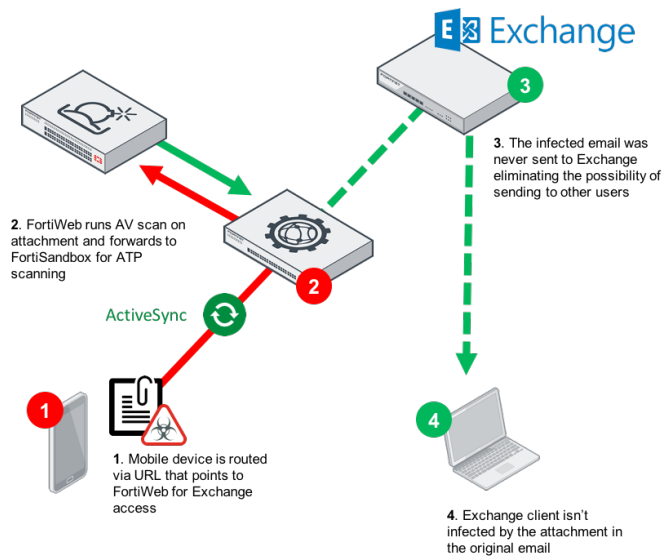 Exchange
3
3. The infected email was
never sent to Exchange
eliminating the possibility of
sending to other users
2. FortiWeb runs AV scan on
attachment and forwards to
FortiSandbox for ATP
scanning
2
ActiveSync
1
1. Mobile device is routed
via URL that points to
FortiWeb for Exchange
access
4
4. Exchange client isn't
infected by the attachment in
the original email